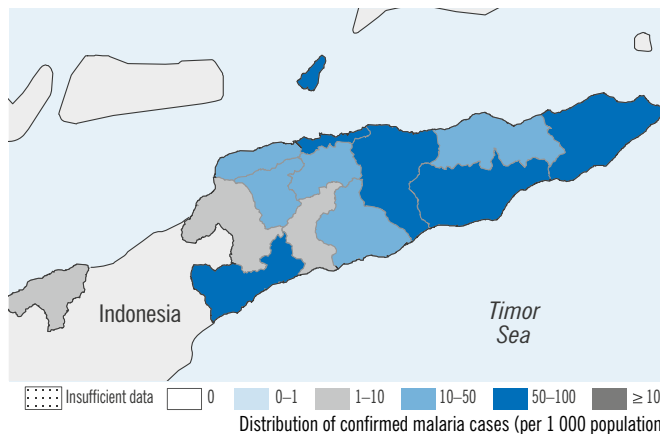 Indonesia
Timor
Sea
Insufficient data 0 0–1 1–10 10–50 50–100 ≥ 10
Distribution of confirmed malaria cases (per 1 000 population